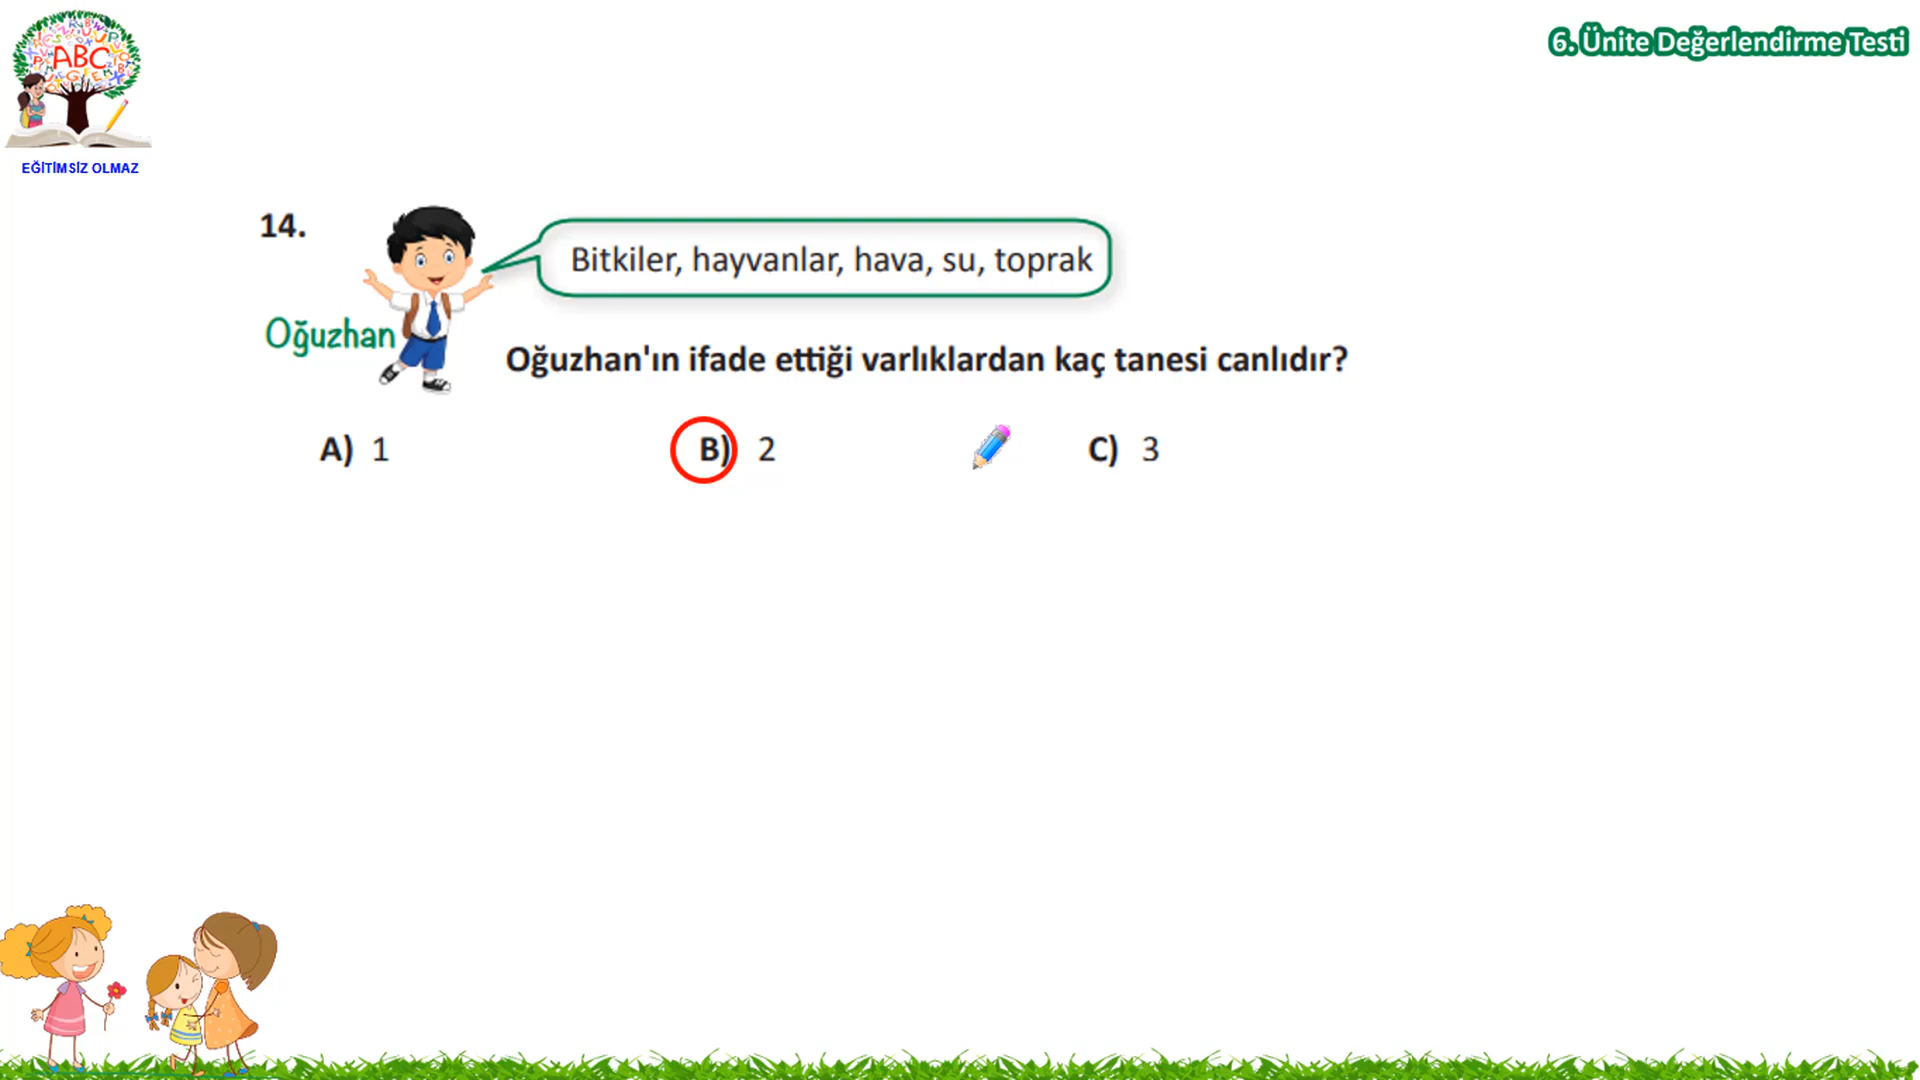 6. Ünite Değerlendirme Testi
ABC
EĞİTİMSİZ OLMAZ
14.
Bitkiler, hayvanlar, hava, su, toprak
Oğuzhan
Oğuzhan'ın ifade ettiği varlıklardan kaç tanesi canlıdır?
A) 1 B) 2 C) 3